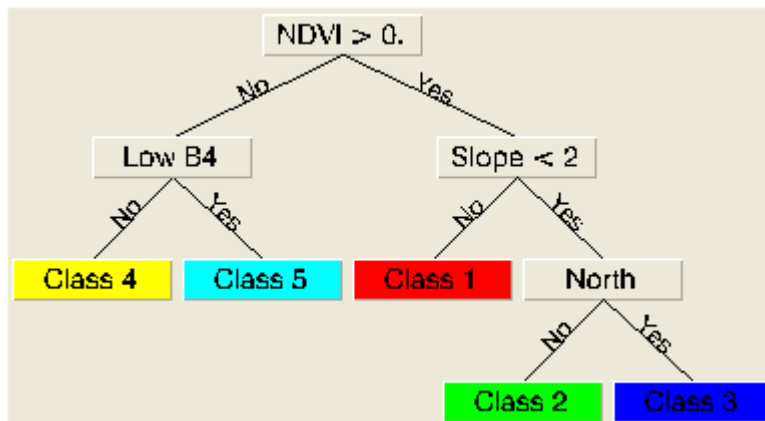 NDVI > 0.
No
Yes
Low B4
Slope < 2
No
Yes
No
Yes
Class 4
Class 5
Class 1
North
No
Yes
Class 2
Class 3